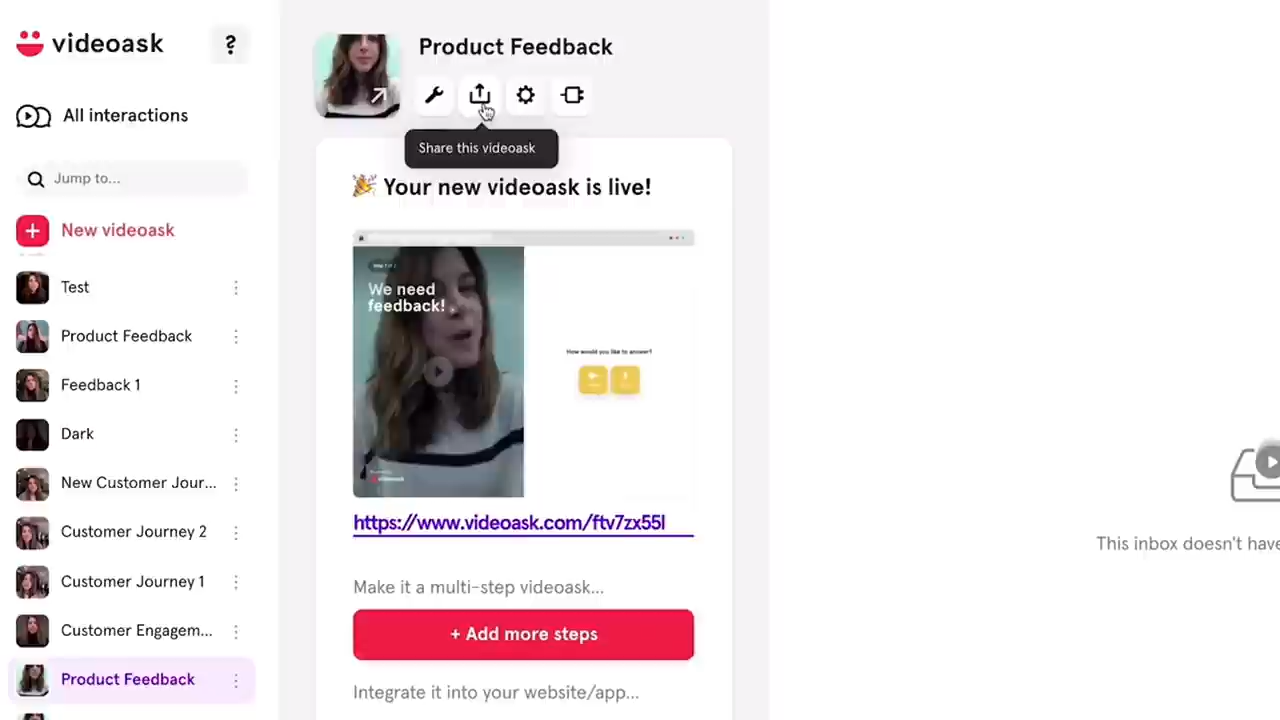 videoask
?
All interactions
Jump to...
New videoask
Test
Product Feedback
Feedback 1
Dark
New Customer Jour...
Customer Journey 2
Customer Journey 1
Customer Engagem...
Product Feedback
Product Feedback
Share this videoask
🎉 Your new videoask is live!
We need
feedback!
How would you like to answer?
videoask
https://www.videoask.com/ftv7zx55l
Make it a multi-step videoask...
+ Add more steps
Integrate it into your website/app...
This inbox doesn't have